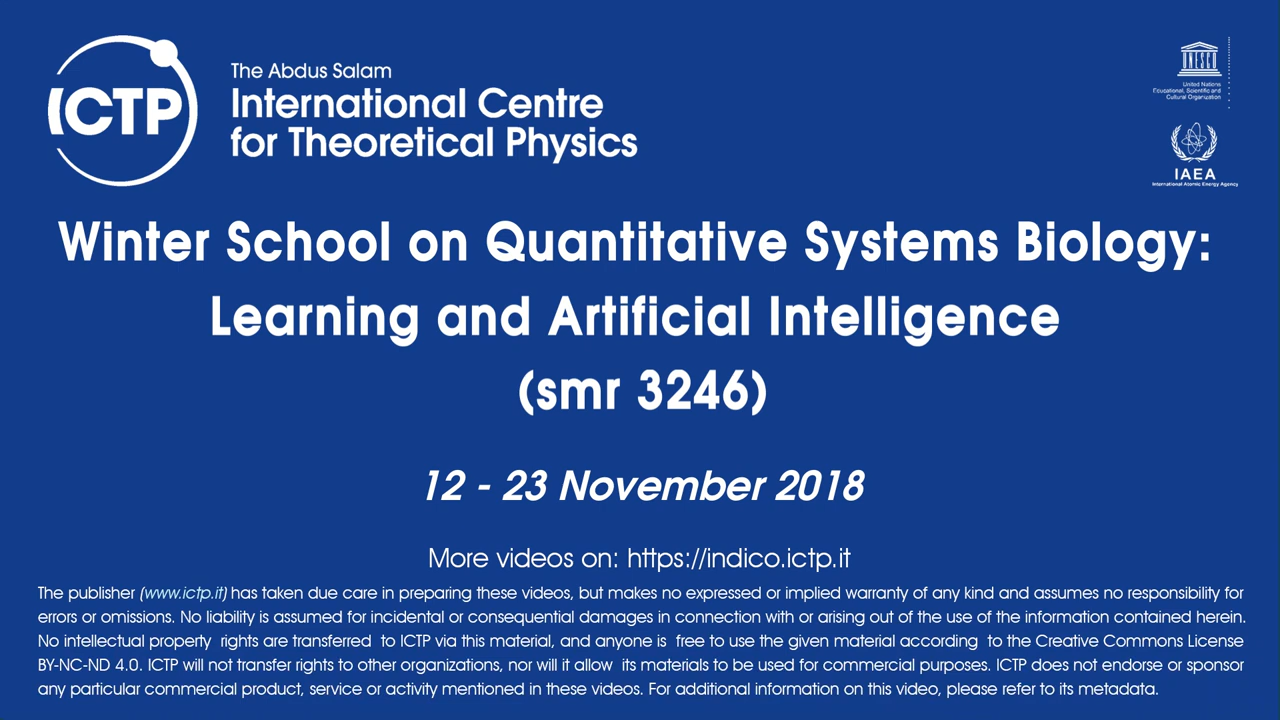 ICTP
The Abdus Salam
International Centre
for Theoretical Physics
UNESCO
United Nations
Educational, Scientific and
Cultural Organization
IAEA
International Atomic Energy Agency
Winter School on Quantitative Systems Biology:
Learning and Artificial Intelligence
(smr 3246)
12 - 23 November 2018
More videos on: https://indico.ictp.it
The publisher (www.ictp.it) has taken due care in preparing these videos, but makes no expressed or implied warranty of any kind and assumes no responsibility for
errors or omissions. No liability is assumed for incidental or consequential damages in connection with or arising out of the use of the information contained herein.
No intellectual property rights are transferred to ICTP via this material, and anyone is free to use the given material according to the Creative Commons License
BY-NC-ND 4.0. ICTP will not transfer rights to other organizations, nor will it allow its materials to be used for commercial purposes. ICTP does not endorse or sponsor
any particular commercial product, service or activity mentioned in these videos. For additional information on this video, please refer to its metadata.